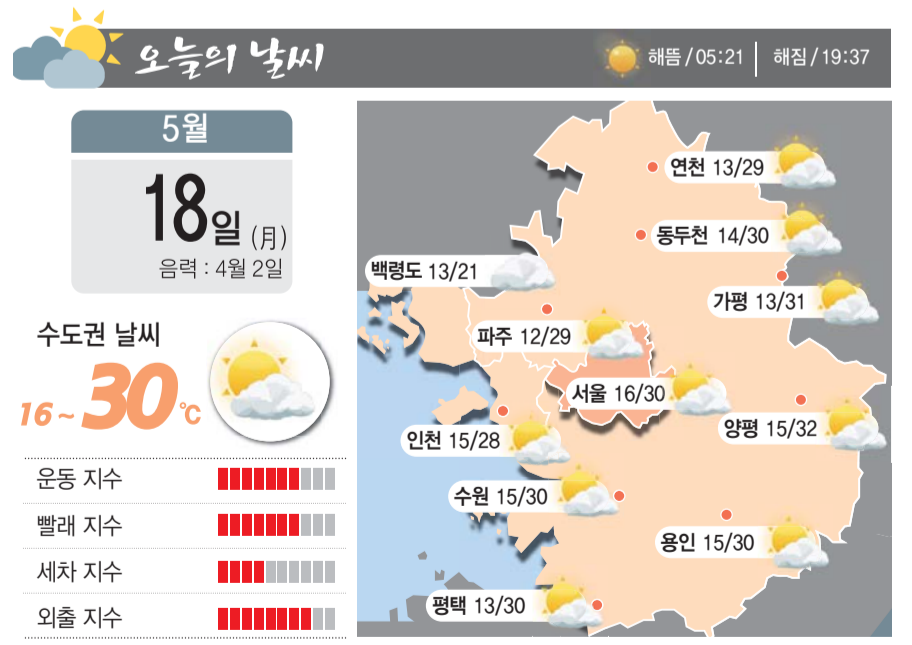 오늘의 날씨
해뜸/05:21 해짐/19:37
5월
18일(月)
음력 : 4월 2일
수도권 날씨
16~30℃
운동 지수
빨래 지수
세차 지수
외출 지수
연천 13/29
동두천 14/30
백령도 13/21
가평 13/31
파주 12/29
서울 16/30
양평 15/32
인천 15/28
수원 15/30
용인 15/30
평택 13/30